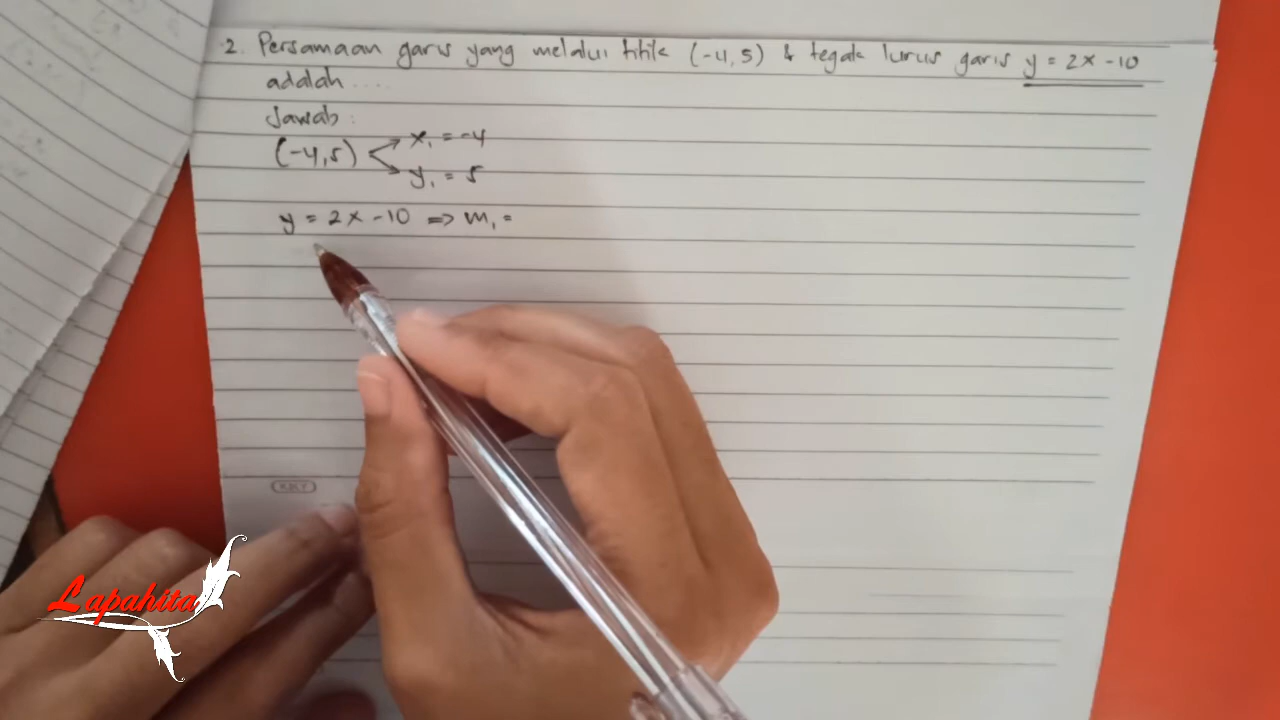 2. Persamaan garis yang melalui titik (-4,5) & tegak lurus garis y = 2x - 10
adalah ....
Jawab :
(-4,5)
x₁ = -4
y₁ = 5
y = 2x - 10 => m₁ =
KKY
Lapahita